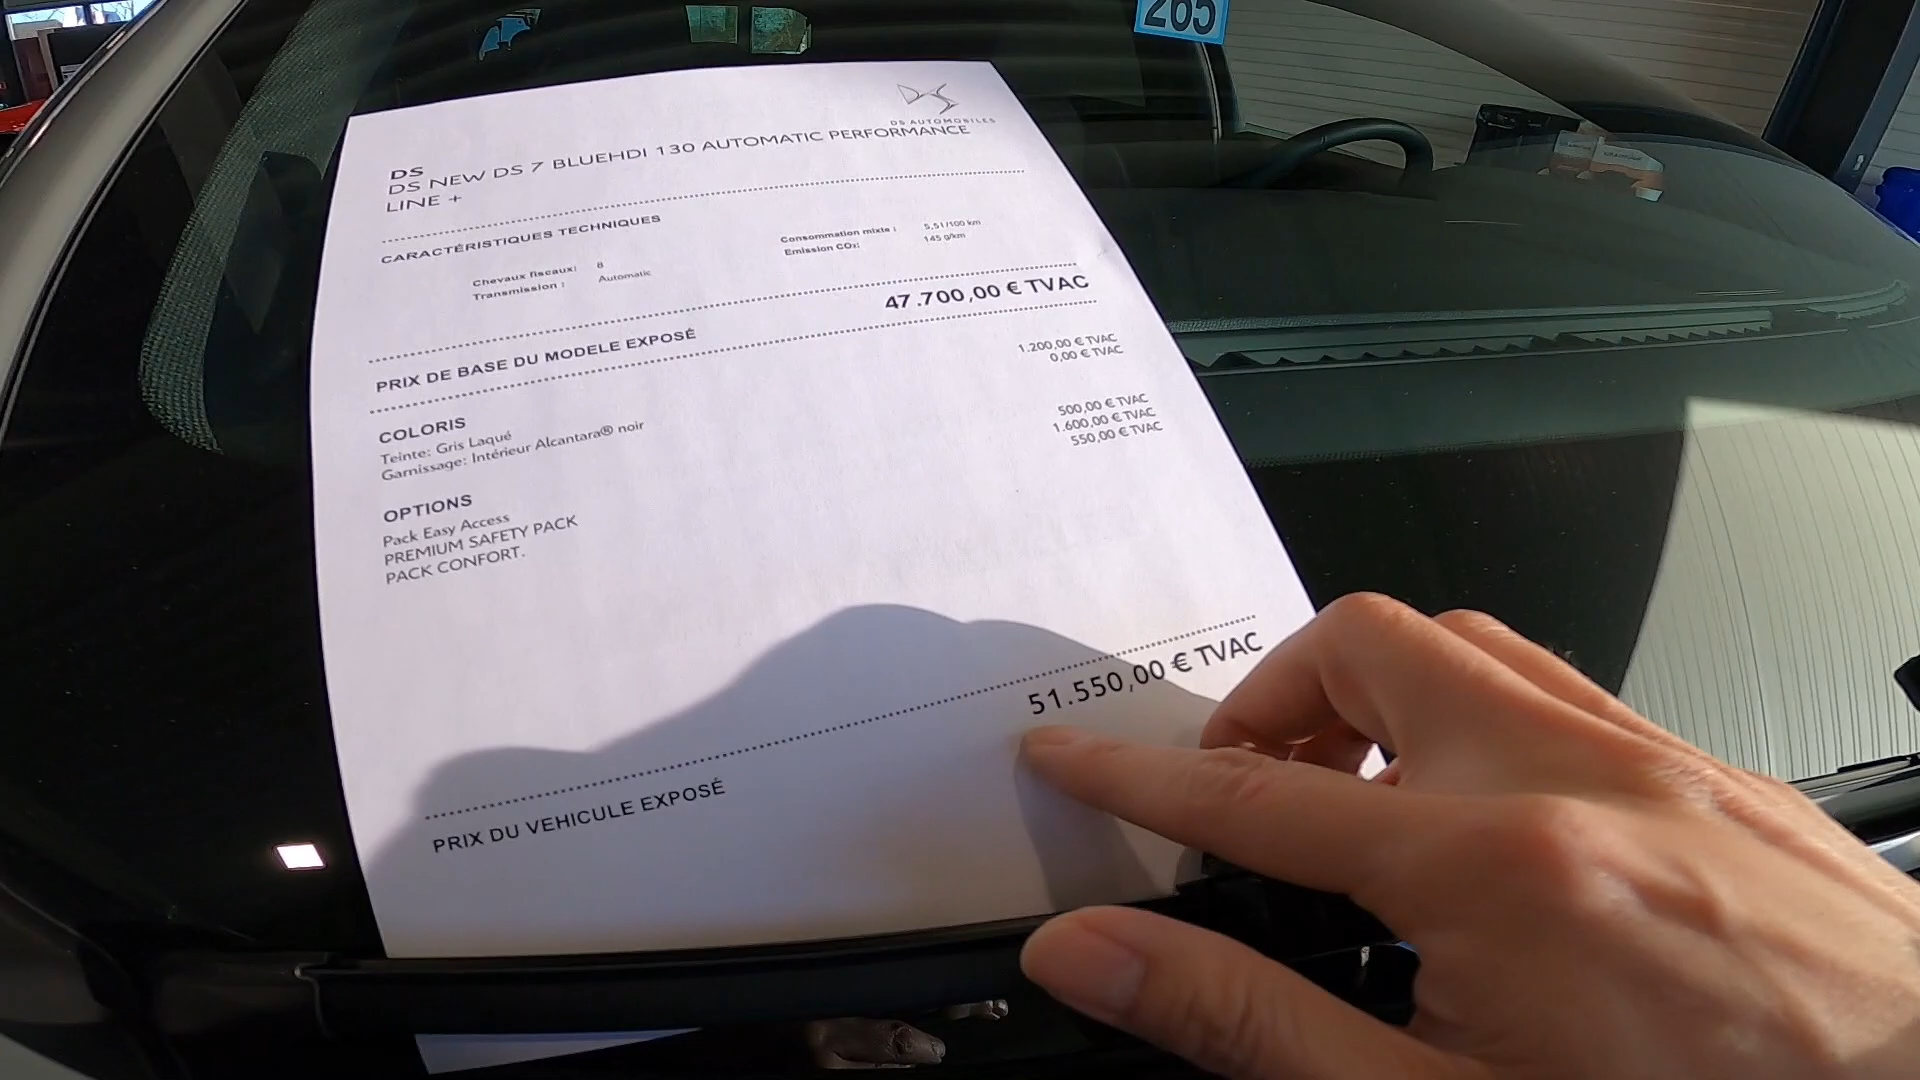 265
DS AUTOMOBILES
DS
DS NEW DS 7 BLUEHDI 130 AUTOMATIC PERFORMANCE
LINE +
CARACTÉRISTIQUES TECHNIQUES
Chevaux fiscaux: 8
Transmission : Automatic
Consommation mixte : 5,5 l/100 km
Emission CO2: 145 g/km
PRIX DE BASE DU MODELE EXPOSÉ 47.700,00 € TVAC
COLORIS
Teinte: Gris Laqué 1.200,00 € TVAC
Garnissage: Intérieur Alcantara® noir 0,00 € TVAC
OPTIONS
Pack Easy Access 500,00 € TVAC
PREMIUM SAFETY PACK 1.600,00 € TVAC
PACK CONFORT. 550,00 € TVAC
PRIX DU VEHICULE EXPOSÉ 51.550,00 € TVAC